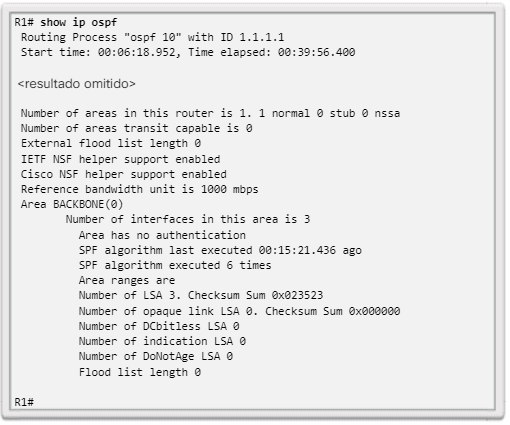 R1# show ip ospf
Routing Process "ospf 10" with ID 1.1.1.1
Start time: 00:06:18.952, Time elapsed: 00:39:56.400
<resultado omitido>
Number of areas in this router is 1. 1 normal 0 stub 0 nssa
Number of areas transit capable is 0
External flood list length 0
IETF NSF helper support enabled
Cisco NSF helper support enabled
Reference bandwidth unit is 1000 mbps
Area BACKBONE(0)
Number of interfaces in this area is 3
Area has no authentication
SPF algorithm last executed 00:15:21.436 ago
SPF algorithm executed 6 times
Area ranges are
Number of LSA 3. Checksum Sum 0x023523
Number of opaque link LSA 0. Checksum Sum 0x000000
Number of DCbitless LSA 0
Number of indication LSA 0
Number of DoNotAge LSA 0
Flood list length 0
R1#